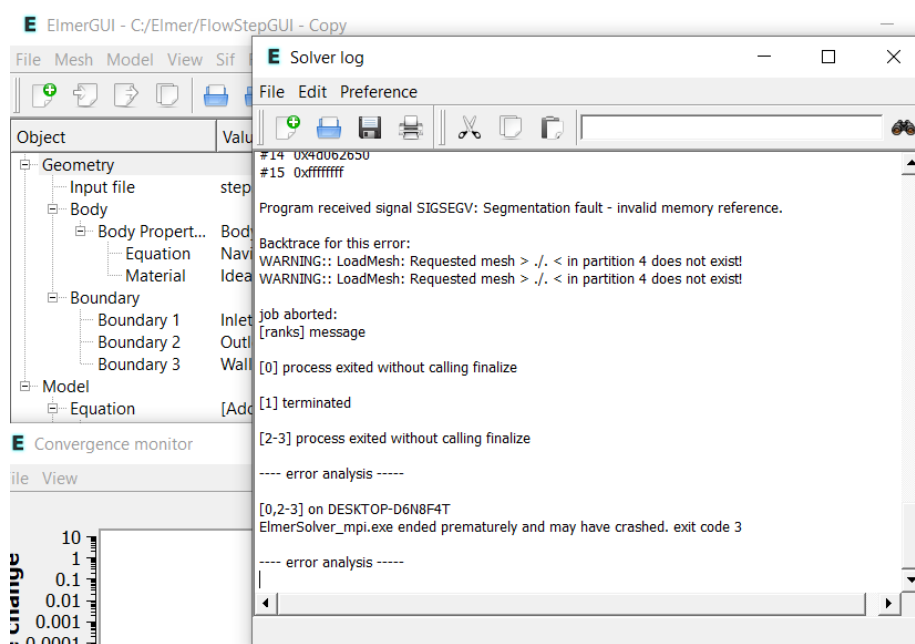 ElmerGUI - C:/Elmer/FlowStepGUI - Copy
File Mesh Model View Sif
Object Valu
Geometry
Input file step
Body
Body Propert... Body
Equation Navi
Material Idea
Boundary
Boundary 1 Inlet
Boundary 2 Outl
Boundary 3 Wall
Model
Equation [Add
Solver log
File Edit Preference
#14 0x4d062650
#15 0xffffffff
Program received signal SIGSEGV: Segmentation fault - invalid memory reference.
Backtrace for this error:
WARNING:: LoadMesh: Requested mesh > ./. < in partition 4 does not exist!
WARNING:: LoadMesh: Requested mesh > ./. < in partition 4 does not exist!
job aborted:
[ranks] message
[0] process exited without calling finalize
[1] terminated
[2-3] process exited without calling finalize
---- error analysis -----
[0,2-3] on DESKTOP-D6N8F4T
ElmerSolver_mpi.exe ended prematurely and may have crashed. exit code 3
---- error analysis -----
Convergence monitor
ile View
10
1
0.1
0.01
0.001
0.0001
change